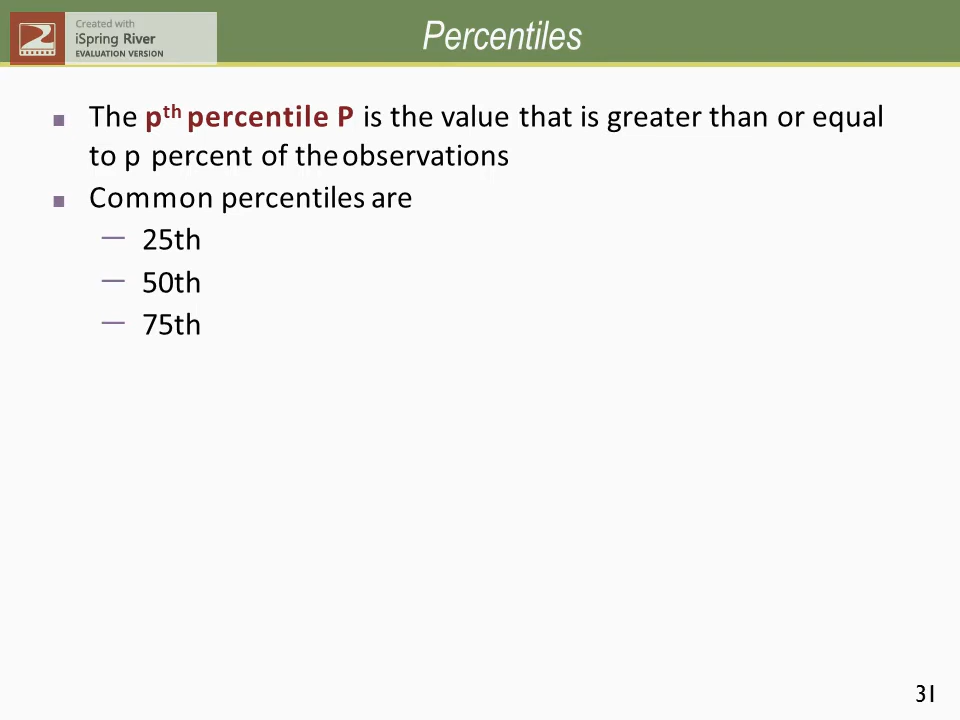 Created with
iSpring River
EVALUATION VERSION
Percentiles
■ The pth percentile P is the value that is greater than or equal
to p percent of the observations
■ Common percentiles are
— 25th
— 50th
— 75th
31